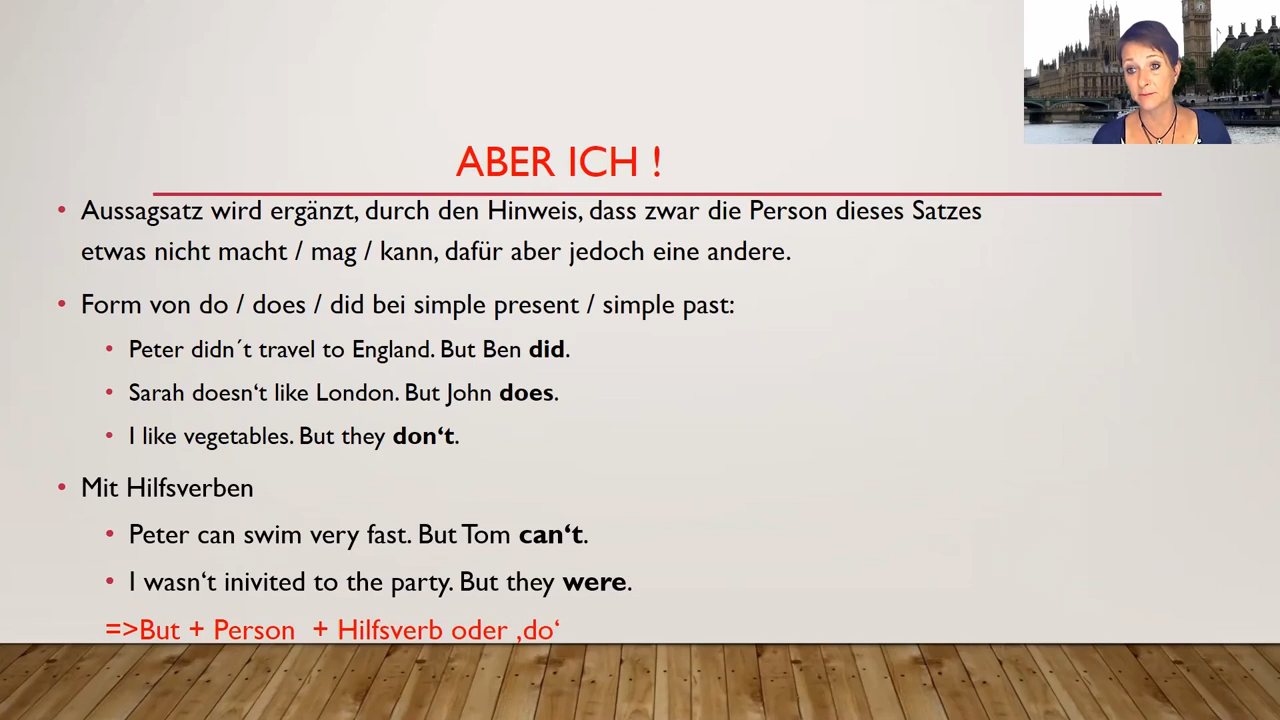 ABER ICH !
• Aussagsatz wird ergänzt, durch den Hinweis, dass zwar die Person dieses Satzes
etwas nicht macht / mag / kann, dafür aber jedoch eine andere.
• Form von do / does / did bei simple present / simple past:
• Peter didn´t travel to England. But Ben did.
• Sarah doesn‘t like London. But John does.
• I like vegetables. But they don‘t.
• Mit Hilfsverben
• Peter can swim very fast. But Tom can‘t.
• I wasn‘t inivited to the party. But they were.
=>But + Person + Hilfsverb oder ‚do‘